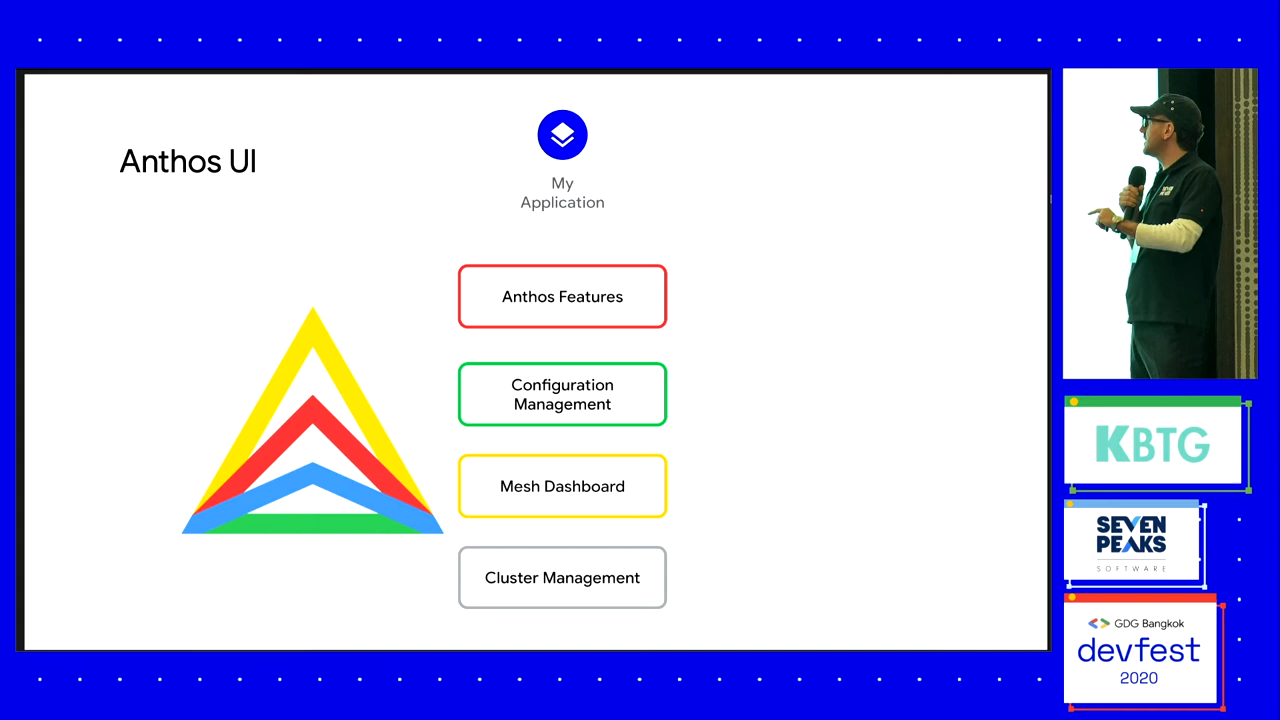 Anthos UI
My
Application
Anthos Features
Configuration
Management
Mesh Dashboard
Cluster Management
KBTG
SEVEN
PEAKS
SOFTWARE
GDG Bangkok
devfest
2020